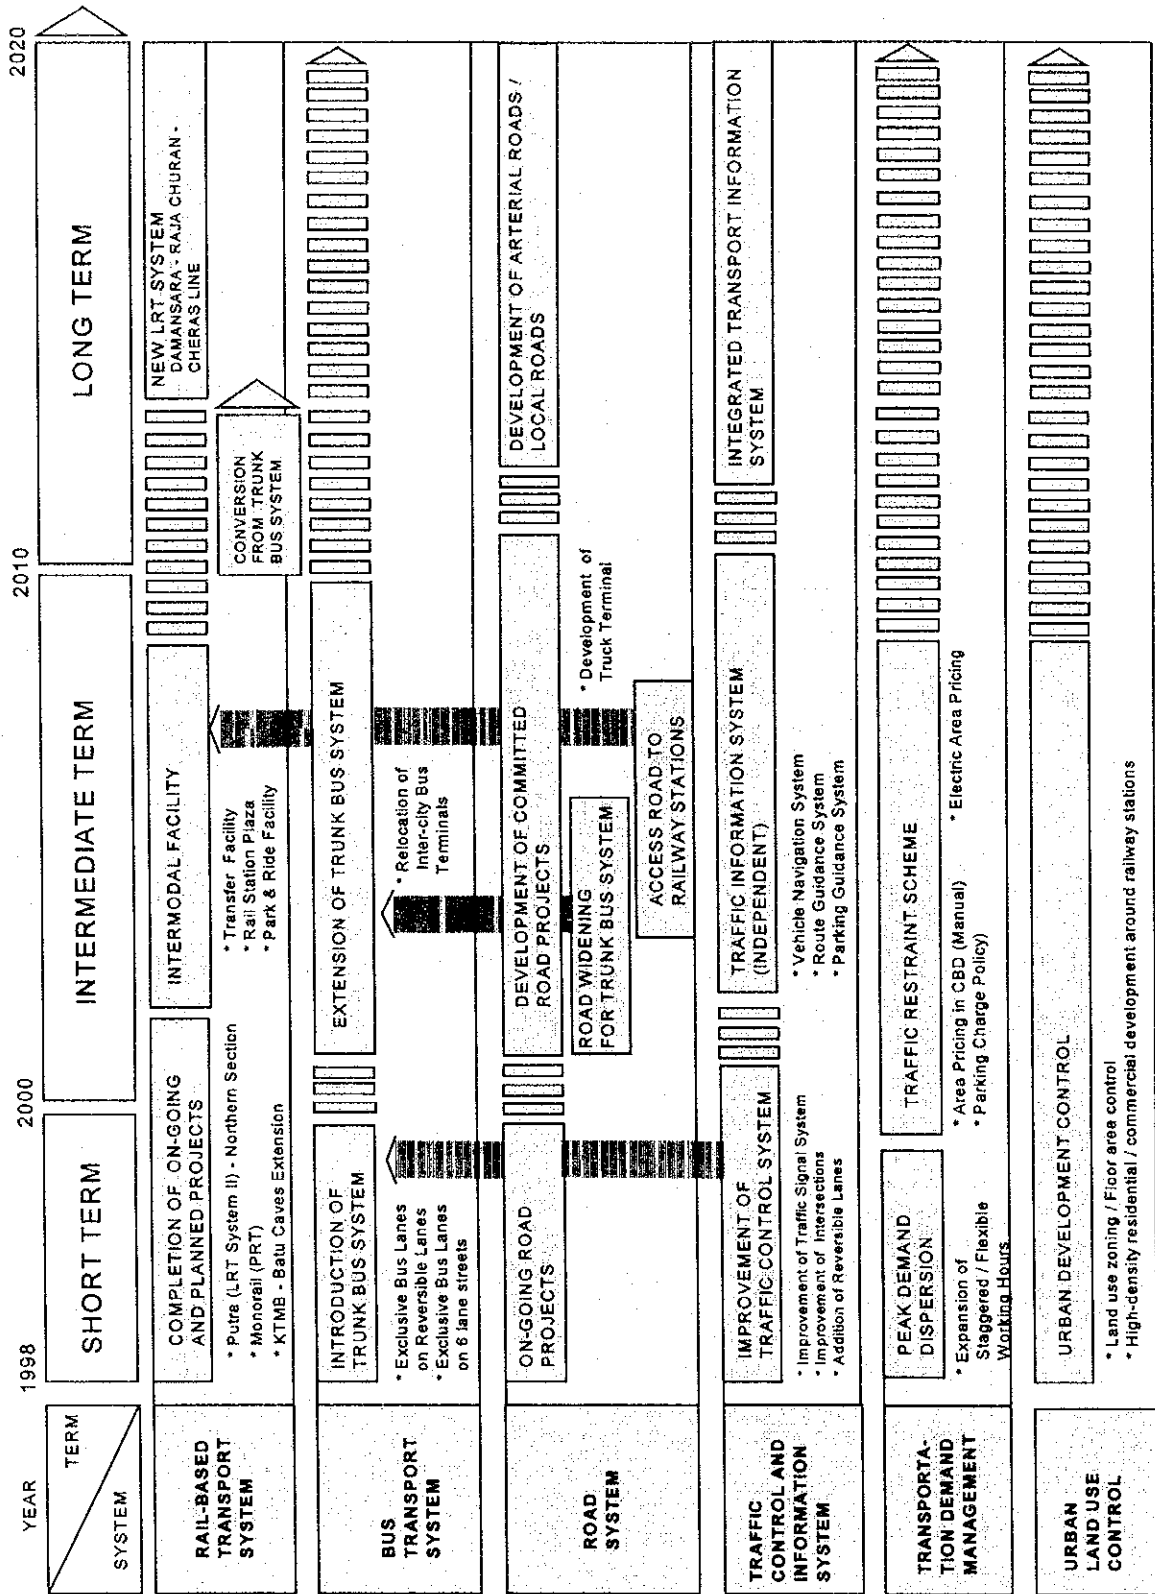 YEAR
1998
2000
2010
2020
TERM
SYSTEM
SHORT TERM
INTERMEDIATE TERM
LONG TERM
RAIL-BASED
TRANSPORT
SYSTEM
COMPLETION OF ON-GOING
AND PLANNED PROJECTS
* Putra (LRT System II) - Northern Section
* Monorail (PRT)
* KTMB - Batu Caves Extension
INTERMODAL FACILITY
* Transfer Facility
* Rail Station Plaza
* Park & Ride Facility
NEW LRT SYSTEM
DAMANSARA - RAJA CHURAN -
CHERAS LINE
CONVERSION
FROM TRUNK
BUS SYSTEM
BUS
TRANSPORT
SYSTEM
INTRODUCTION OF
TRUNK BUS SYSTEM
* Exclusive Bus Lanes
on Reversible Lanes
* Exclusive Bus Lanes
on 6 lane streets
EXTENSION OF TRUNK BUS SYSTEM
* Relocation of
Inter-city Bus
Terminals
ROAD
SYSTEM
ON-GOING ROAD
PROJECTS
DEVELOPMENT OF COMMITTED
ROAD PROJECTS
ROAD WIDENING
FOR TRUNK BUS SYSTEM
ACCESS ROAD TO
RAILWAY STATIONS
* Development of
Truck Terminal
DEVELOPMENT OF ARTERIAL ROADS /
LOCAL ROADS
TRAFFIC
CONTROL AND
INFORMATION
SYSTEM
IMPROVEMENT OF
TRAFFIC CONTROL SYSTEM
* Improvement of Traffic Signal System
* Improvement of Intersections
* Addition of Reversible Lanes
TRAFFIC INFORMATION SYSTEM
(INDEPENDENT)
* Vehicle Navigation System
* Route Guidance System
* Parking Guidance System
INTEGRATED TRANSPORT INFORMATION
SYSTEM
TRANSPORTA-
TION DEMAND
MANAGEMENT
PEAK DEMAND
DISPERSION
* Expansion of
Staggered / Flexible
Working Hours
TRAFFIC RESTRAINT SCHEME
* Area Pricing in CBD (Manual)
* Parking Charge Policy
* Electric Area Pricing
URBAN
LAND USE
CONTROL
URBAN DEVELOPMENT CONTROL
* Land use zoning / Floor area control
* High-density residential / commercial development around railway stations